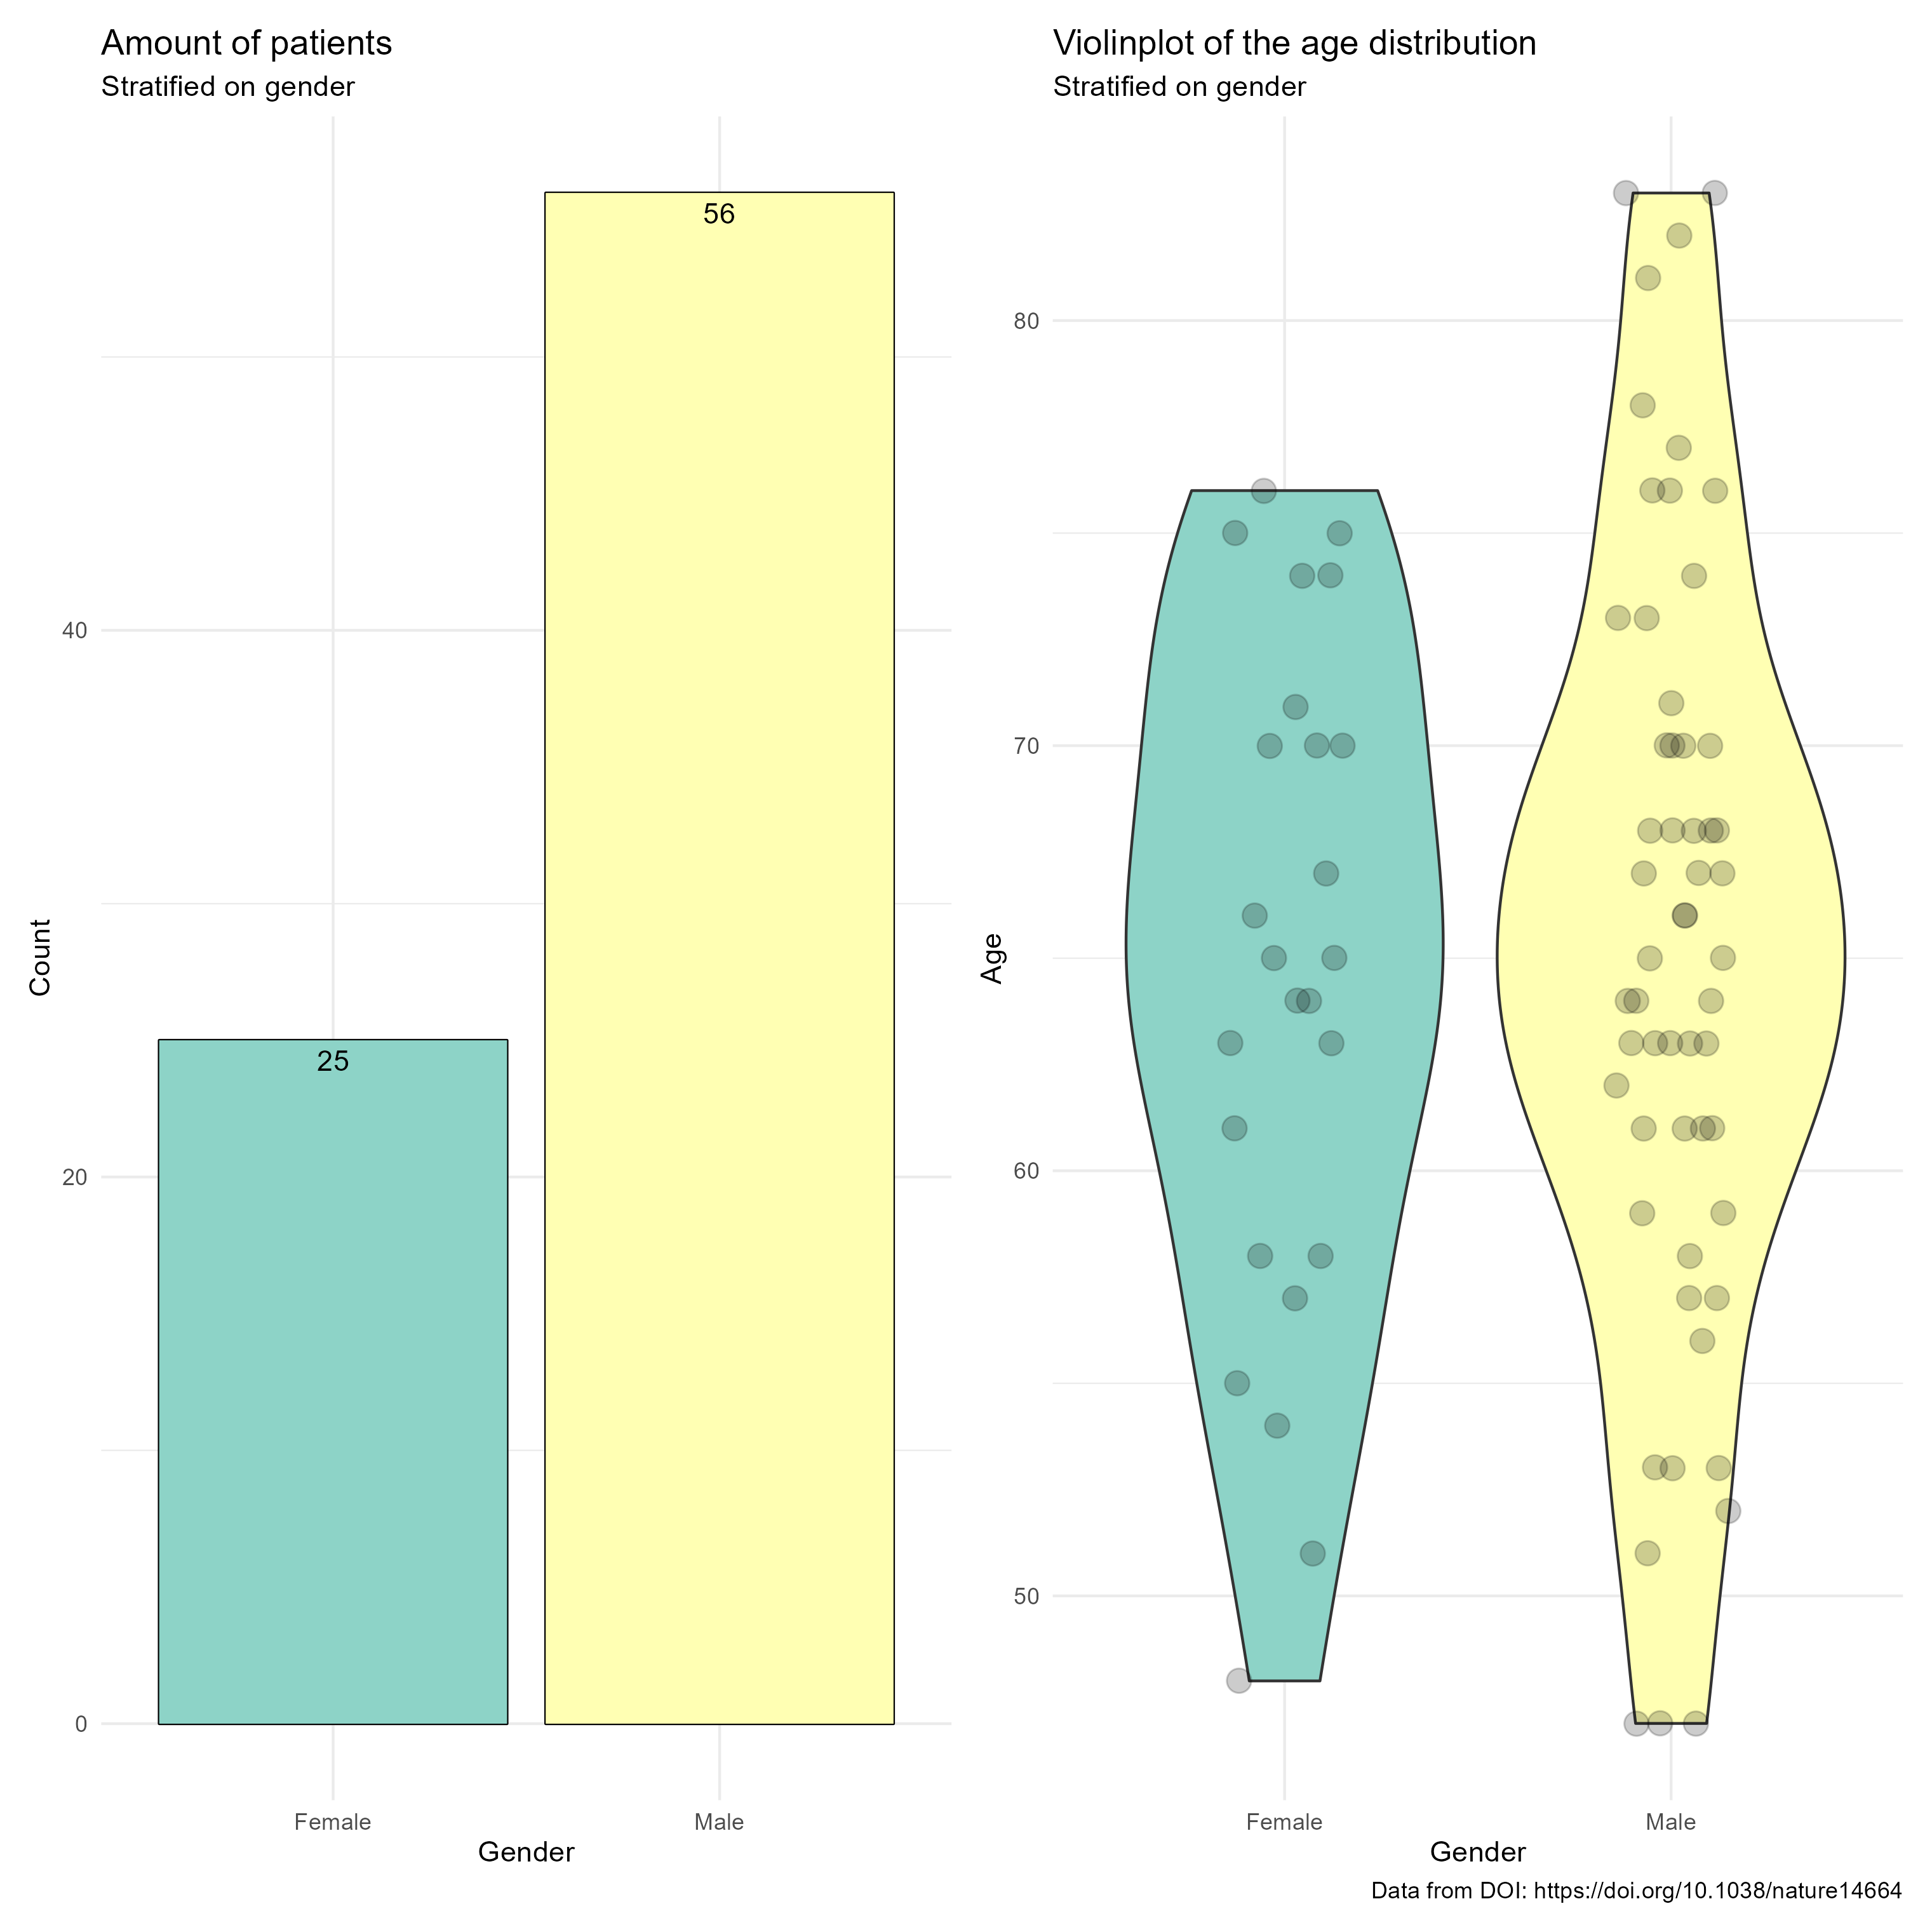 Amount of patients
Stratified on gender
Count
40
20
0
56
25
Female
Male
Gender
Violinplot of the age distribution
Stratified on gender
Age
80
70
60
50
Female
Male
Gender
Data from DOI: https://doi.org/10.1038/nature14664